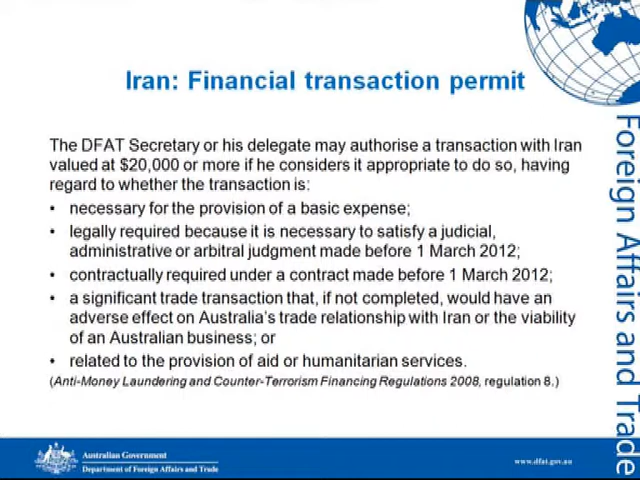 Iran: Financial transaction permit
The DFAT Secretary or his delegate may authorise a transaction with Iran
valued at $20,000 or more if he considers it appropriate to do so, having
regard to whether the transaction is:
• necessary for the provision of a basic expense;
• legally required because it is necessary to satisfy a judicial,
administrative or arbitral judgment made before 1 March 2012;
• contractually required under a contract made before 1 March 2012;
• a significant trade transaction that, if not completed, would have an
adverse effect on Australia's trade relationship with Iran or the viability
of an Australian business; or
• related to the provision of aid or humanitarian services.
(Anti-Money Laundering and Counter-Terrorism Financing Regulations 2008, regulation 8.)
Foreign Affairs and Trade
Australian Government
Department of Foreign Affairs and Trade
www.dfat.gov.au